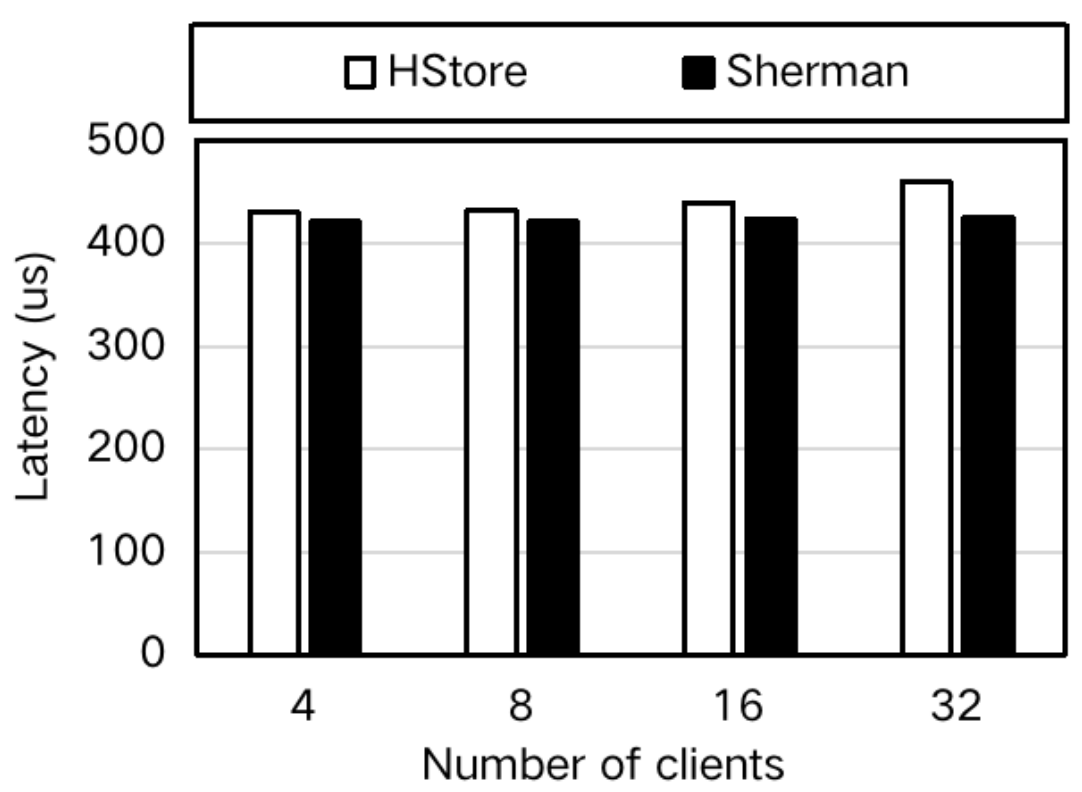 HStore Sherman
500
400
300
200
100
0
Latency (us)
4 8 16 32
Number of clients